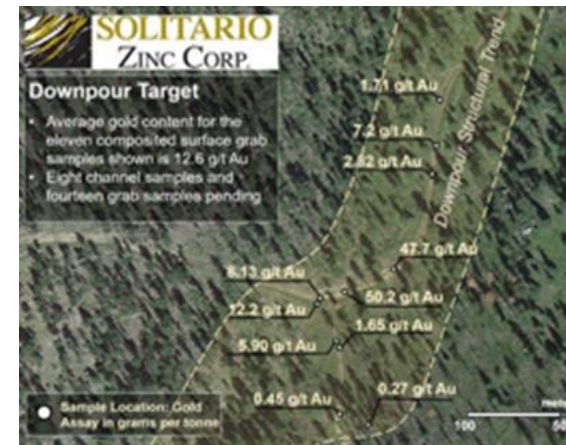 SOLITARIO
ZINC CORP.
Downpour Target
• Average gold content for the
eleven composited surface grab
samples shown is 12.6 g/t Au
• Eight channel samples and
fourteen grab samples pending
1.71 g/t Au
7.2 g/t Au
2.82 g/t Au
Downpour Structural Trend
47.7 g/t Au
8.13 g/t Au
50.2 g/t Au
12.2 g/t Au
1.65 g/t Au
5.90 g/t Au
0.45 g/t Au
0.27 g/t Au
Sample Location: Gold
Assay in grams per tonne
100